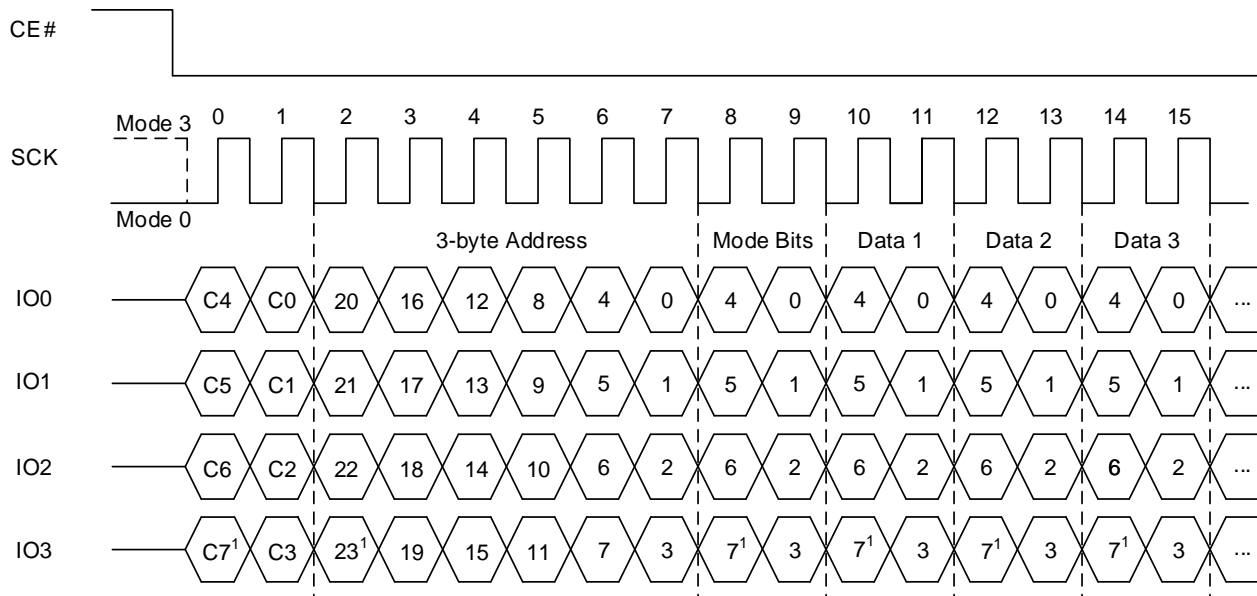 CE#
0 1 2 3 4 5 6 7 8 9 10 11 12 13 14 15
Mode 3
SCK
Mode 0
3-byte Address Mode Bits Data 1 Data 2 Data 3
IO0 C4 C0 20 16 12 8 4 0 4 0 4 0 4 0 4 0 ...
IO1 C5 C1 21 17 13 9 5 1 5 1 5 1 5 1 5 1 ...
IO2 C6 C2 22 18 14 10 6 2 6 2 6 2 6 2 6 2 ...
IO3 C7¹ C3 23¹ 19 15 11 7 3 7¹ 3 7¹ 3 7¹ 3 7¹ 3 ...